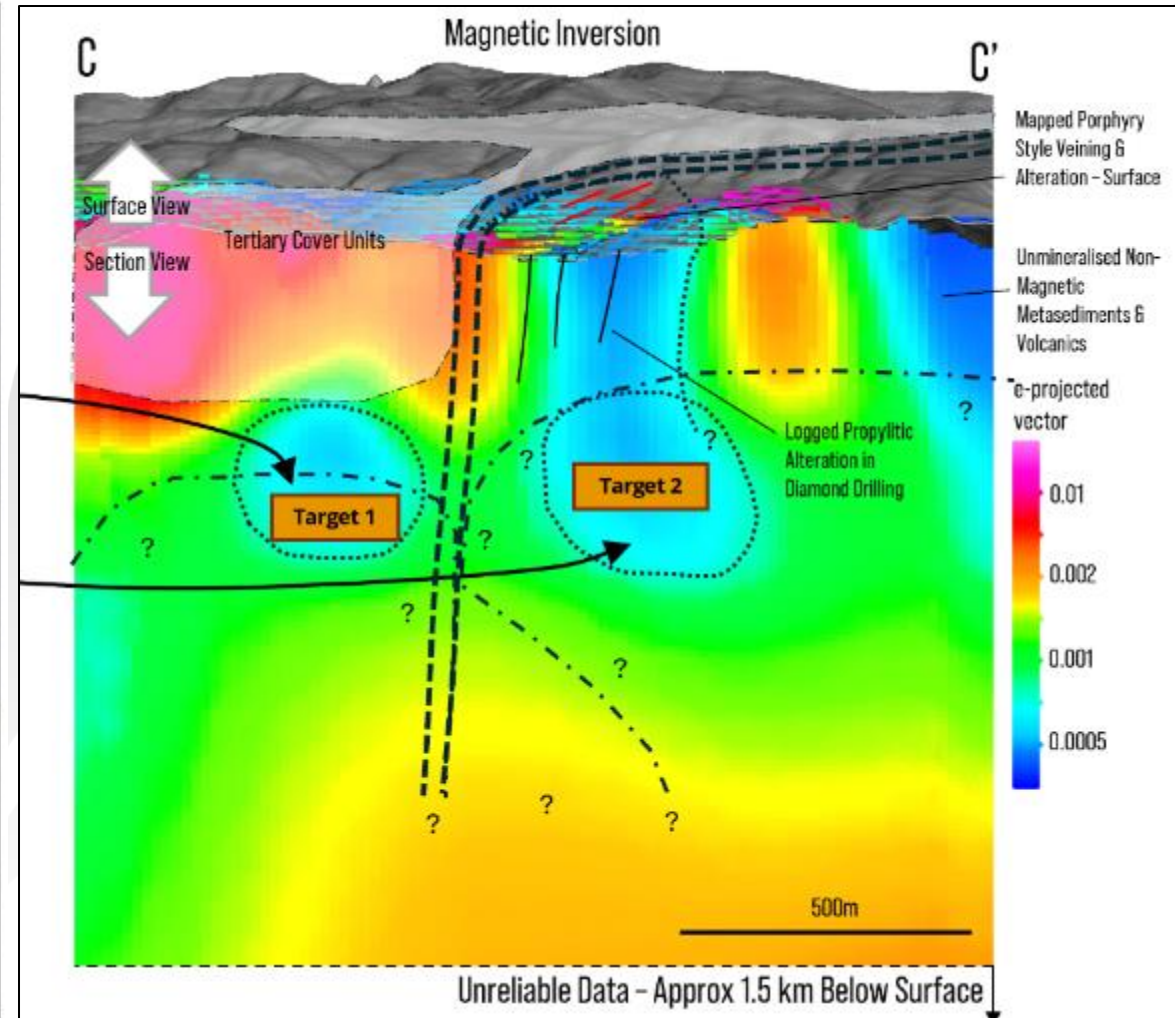 Magnetic Inversion
C
C'
Mapped Porphyry
Style Veining &
Alteration – Surface
Surface View
Tertiary Cover Units
Section View
Unmineralised Non-
Magnetic
Metasediments &
Volcanics
e-projected
vector
?
?
Logged Propylitic
Alteration in
Diamond Drilling
?
Target 1
Target 2
0.01
?
?
0.002
?
?
0.001
0.0005
?
?
?
500m
Unreliable Data – Approx 1.5 km Below Surface